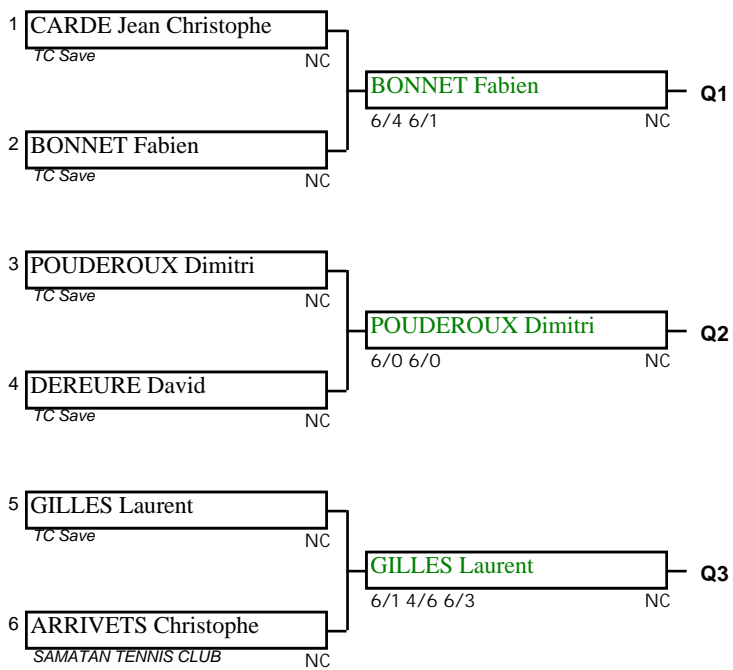 1 CARDE Jean Christophe
TC Save NC
BONNET Fabien Q1
6/4 6/1 NC
2 BONNET Fabien
TC Save NC
3 POUDEROUX Dimitri
TC Save NC
POUDEROUX Dimitri Q2
6/0 6/0 NC
4 DEREURE David
TC Save NC
5 GILLES Laurent
TC Save NC
GILLES Laurent Q3
6/1 4/6 6/3 NC
6 ARRIVETS Christophe
SAMATAN TENNIS CLUB NC